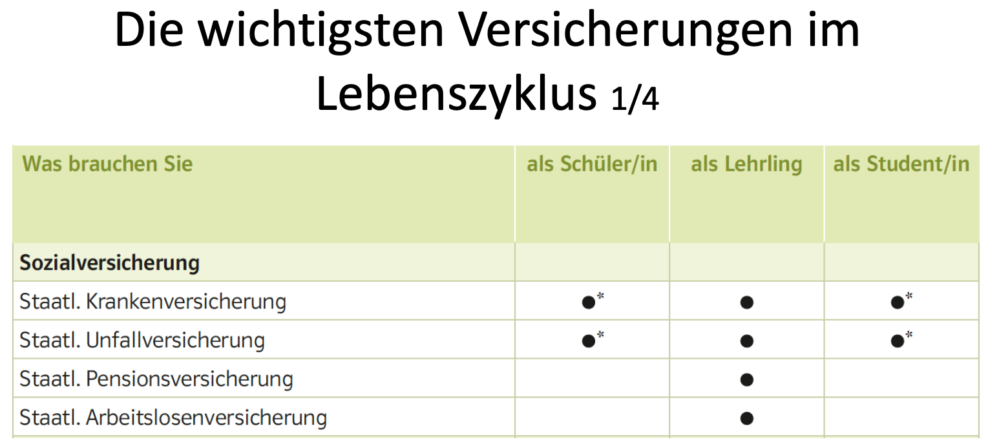 Die wichtigsten Versicherungen im
Lebenszyklus 1/4
Was brauchen Sie als Schüler/in als Lehrling als Student/in
Sozialversicherung
Staatl. Krankenversicherung ●* ● ●*
Staatl. Unfallversicherung ●* ● ●*
Staatl. Pensionsversicherung ●
Staatl. Arbeitslosenversicherung ●